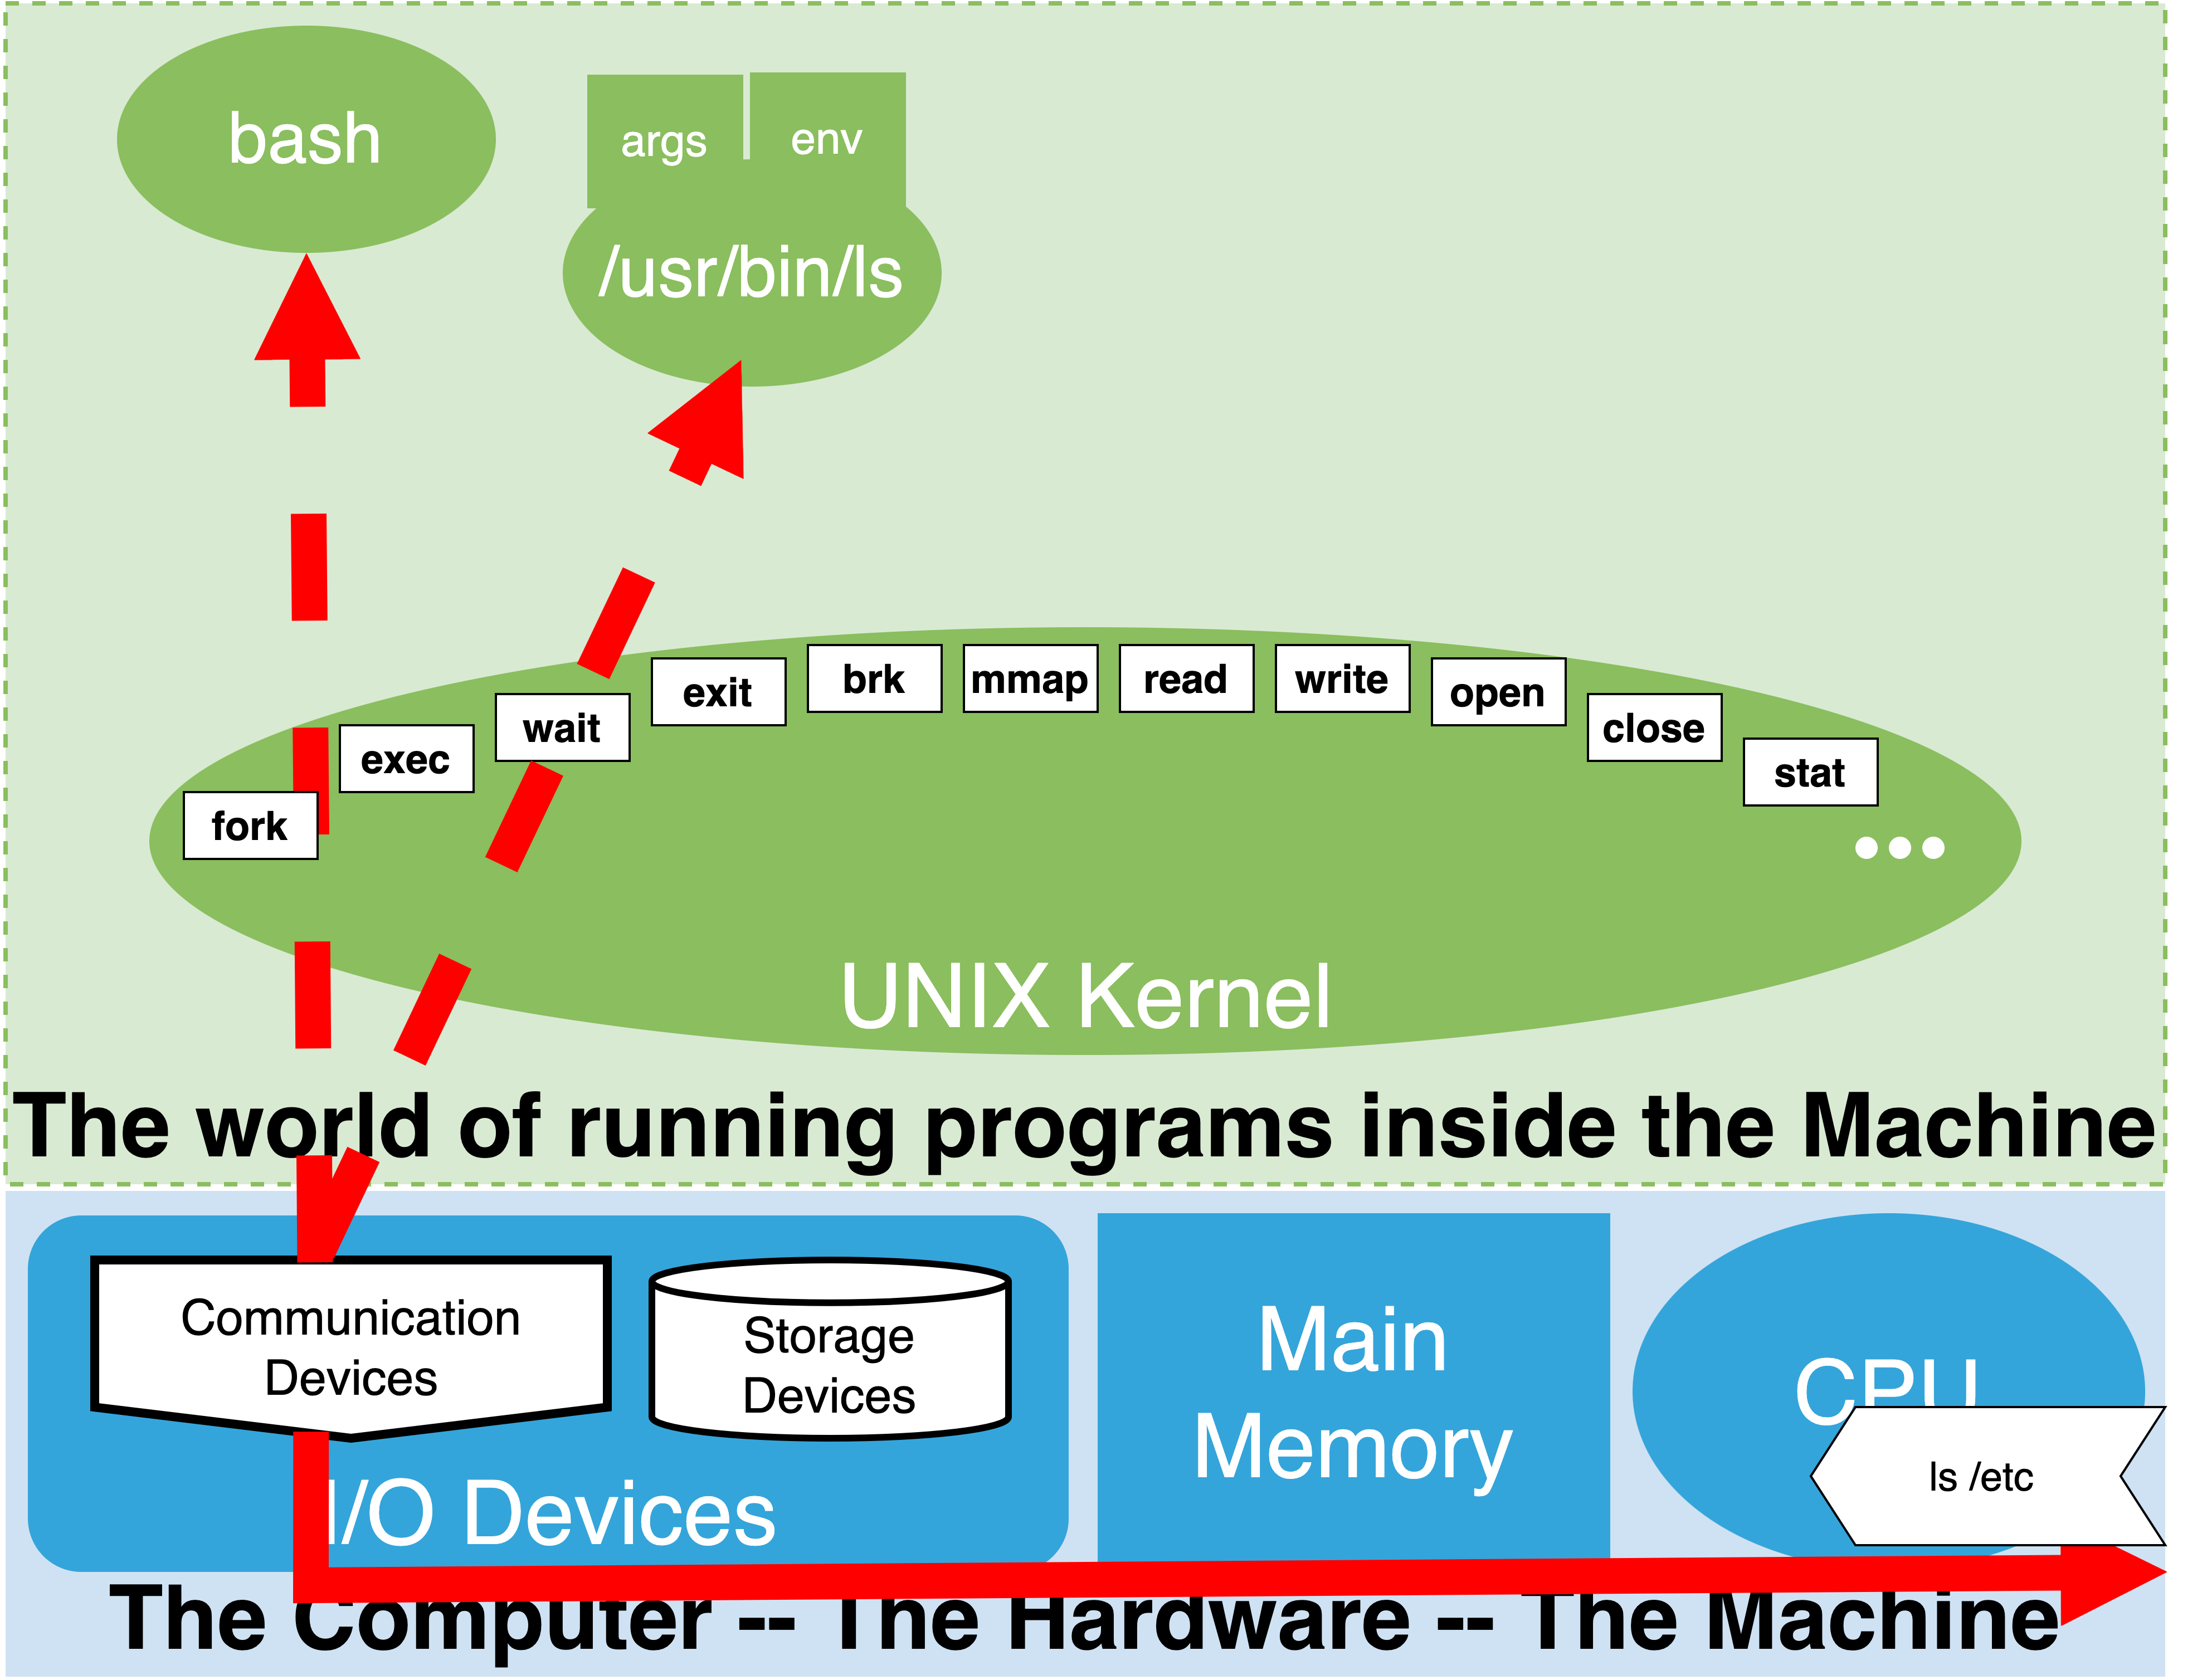 bash
args
env
/usr/bin/ls
fork
exec
wait
exit
brk
mmap
read
write
open
close
stat
...
UNIX Kernel
The world of running programs inside the Machine
Communication
Devices
Storage
Devices
I/O Devices
Main
Memory
CPU
ls /etc
The Computer -- The Hardware -- The Machine